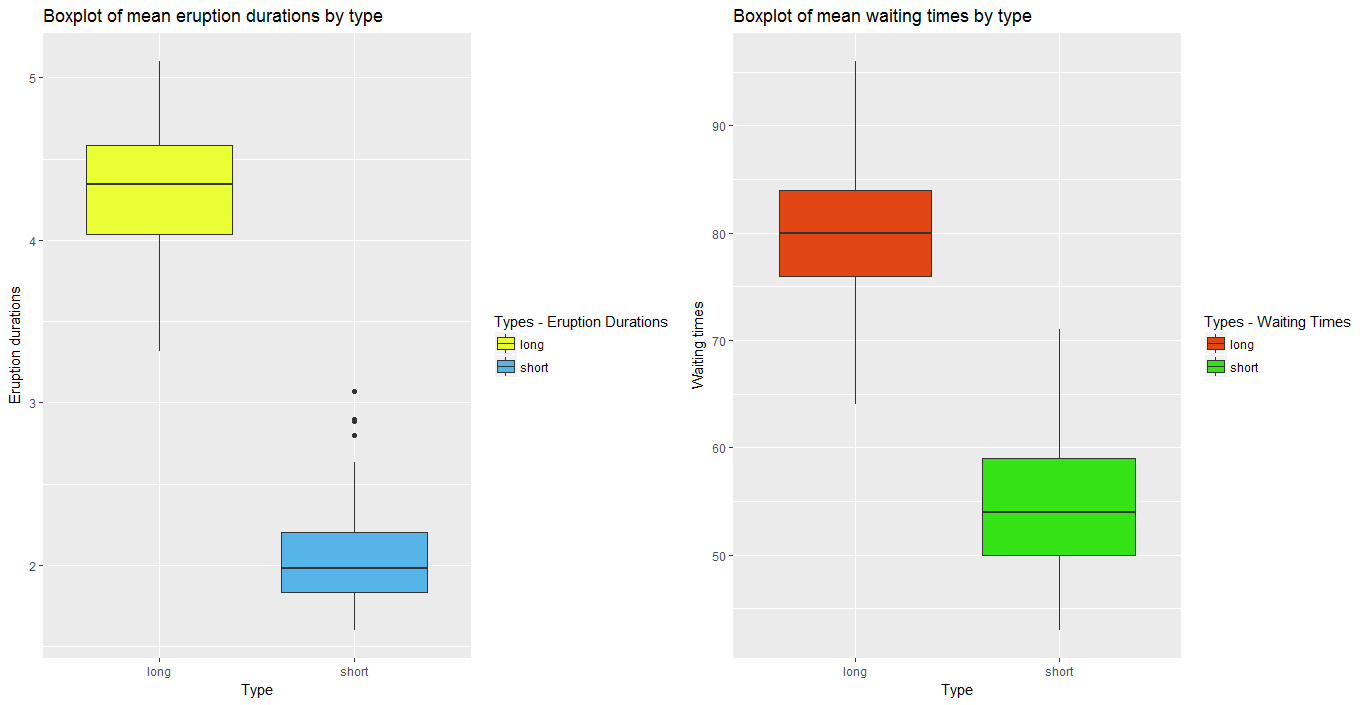 Boxplot of mean eruption durations by type
5
4
3
2
Eruption durations
long
short
Type
Types - Eruption Durations
long
short
Boxplot of mean waiting times by type
90
80
70
60
50
Waiting times
long
short
Type
Types - Waiting Times
long
short